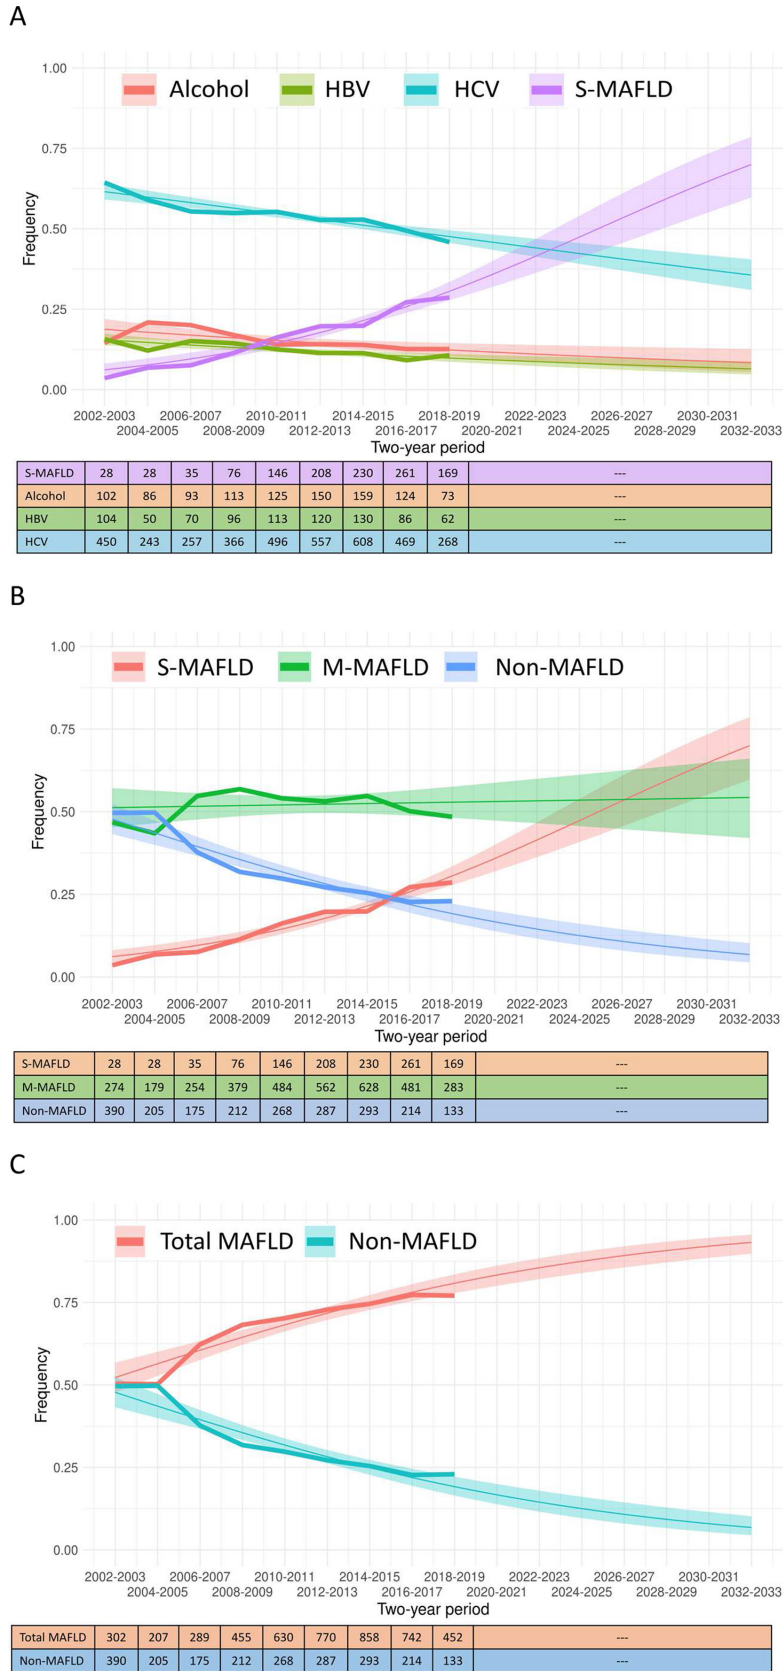 A
1.00
Alcohol HBV HCV S-MAFLD
0.75
0.50
Frequency
0.25
0.00
2002-2003 2006-2007 2010-2011 2014-2015 2018-2019 2022-2023 2026-2027 2030-2031
2004-2005 2008-2009 2012-2013 2016-2017 2020-2021 2024-2025 2028-2029 2032-2033
Two-year period
S-MAFLD 28 28 35 76 146 208 230 261 169 ---
Alcohol 102 86 93 113 125 150 159 124 73 ---
HBV 104 50 70 96 113 120 130 86 62 ---
HCV 450 243 257 366 496 557 608 469 268 ---
B
1.00
S-MAFLD M-MAFLD Non-MAFLD
0.75
0.50
Frequency
0.25
0.00
2002-2003 2006-2007 2010-2011 2014-2015 2018-2019 2022-2023 2026-2027 2030-2031
2004-2005 2008-2009 2012-2013 2016-2017 2020-2021 2024-2025 2028-2029 2032-2033
Two-year period
S-MAFLD 28 28 35 76 146 208 230 261 169 ---
M-MAFLD 274 179 254 379 484 562 628 481 283 ---
Non-MAFLD 390 205 175 212 268 287 293 214 133 ---
C
1.00
Total MAFLD Non-MAFLD
0.75
0.50
Frequency
0.25
0.00
2002-2003 2006-2007 2010-2011 2014-2015 2018-2019 2022-2023 2026-2027 2030-2031
2004-2005 2008-2009 2012-2013 2016-2017 2020-2021 2024-2025 2028-2029 2032-2033
Two-year period
Total MAFLD 302 207 289 455 630 770 858 742 452 ---
Non-MAFLD 390 205 175 212 268 287 293 214 133 ---